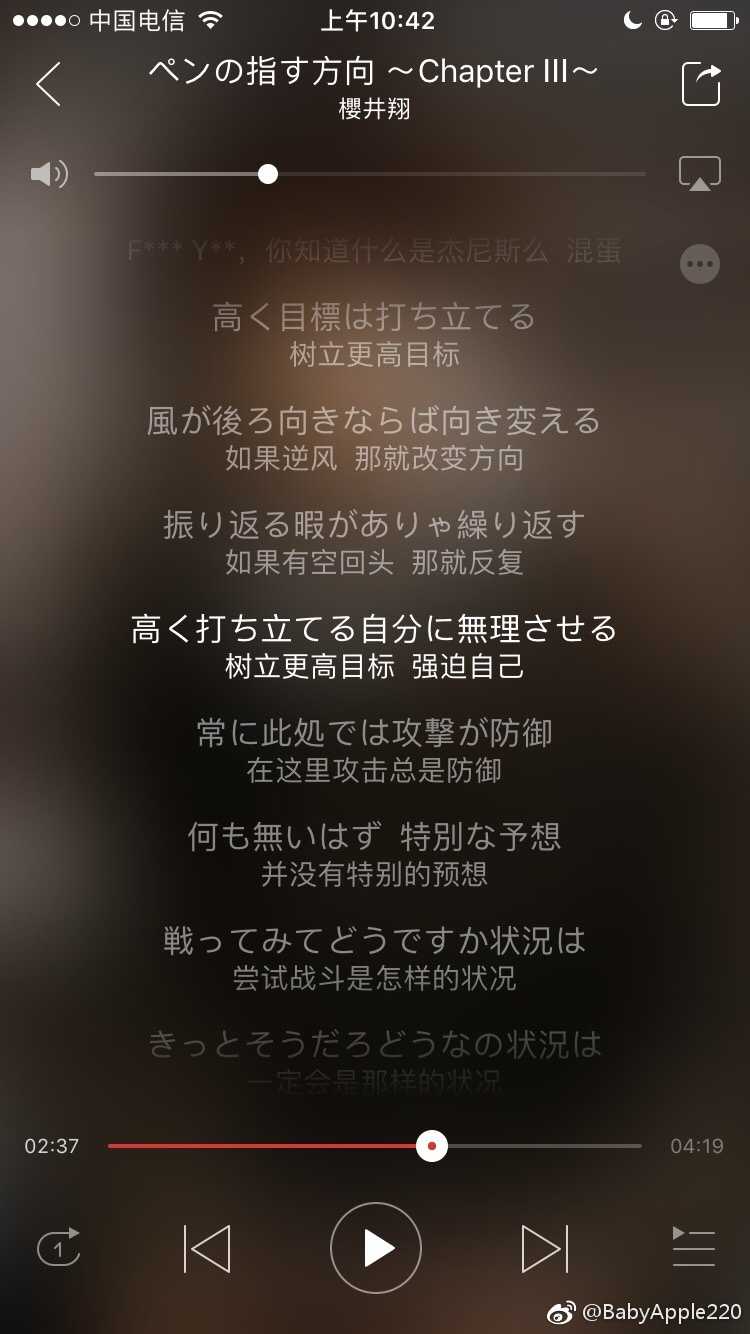 中国电信
上午10:42
ペンの指す方向 ～Chapter III～
櫻井翔
F*** Y**，你知道什么是杰尼斯么 混蛋
高く目標は打ち立てる
树立更高目标
風が後ろ向きならば向き変える
如果逆风 那就改变方向
振り返る暇がありゃ繰り返す
如果有空回头 那就反复
高く打ち立てる自分に無理させる
树立更高目标 强迫自己
常に此処では攻撃が防御
在这里攻击总是防御
何も無いはず 特別な予想
并没有特别的预想
戦ってみてどうですか状況は
尝试战斗是怎样的状况
きっとそうだろどうなの状況は
一定会是那样的状况
02:37
04:19
1
@BabyApple220